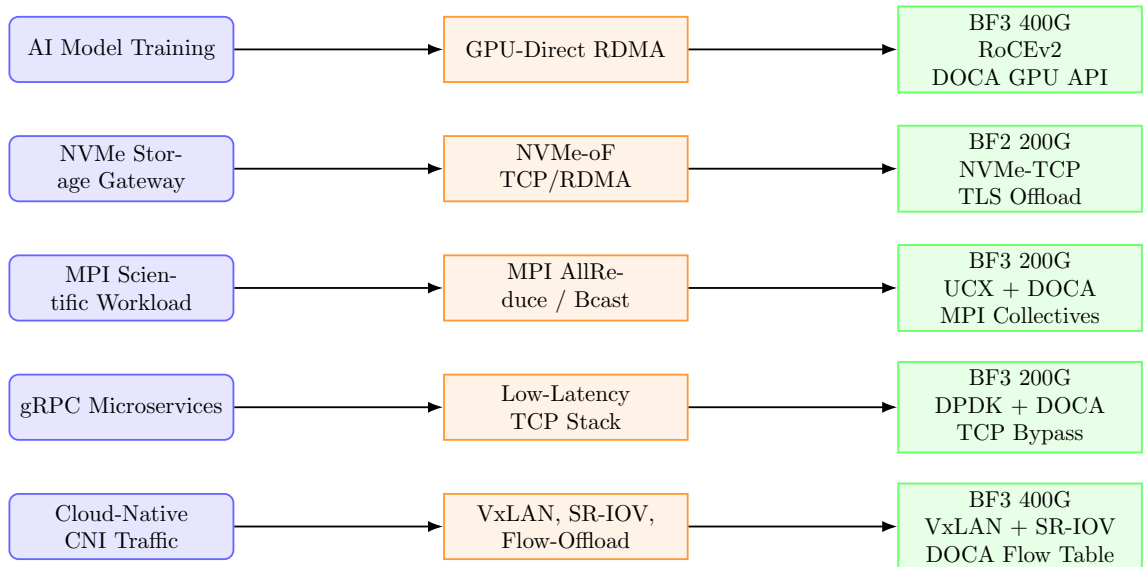 AI Model Training
GPU-Direct RDMA
BF3 400G
RoCEv2
DOCA GPU API
NVMe Stor-
age Gateway
NVMe-oF
TCP/RDMA
BF2 200G
NVMe-TCP
TLS Offload
MPI Scien-
tific Workload
MPI AllRe-
duce / Bcast
BF3 200G
UCX + DOCA
MPI Collectives
gRPC Microservices
Low-Latency
TCP Stack
BF3 200G
DPDK + DOCA
TCP Bypass
Cloud-Native
CNI Traffic
VxLAN, SR-IOV,
Flow-Offload
BF3 400G
VxLAN + SR-IOV
DOCA Flow Table